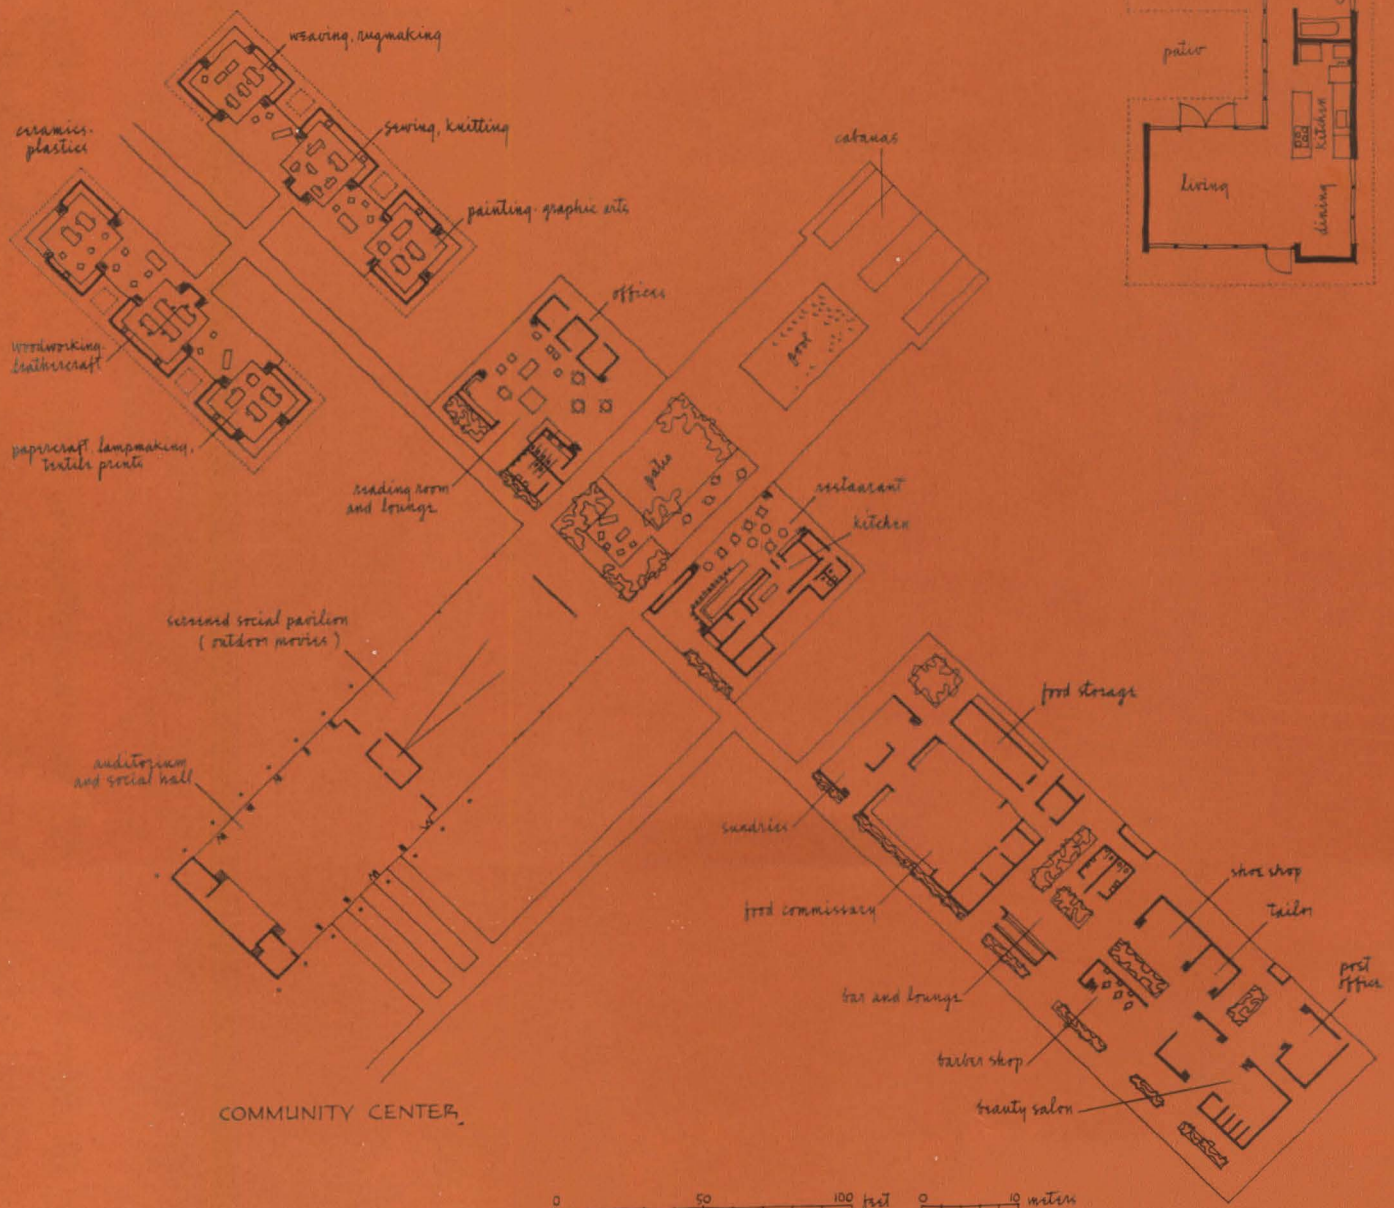 weaving, rugmaking
ceramics-
plastics
sewing, knitting
painting-graphic arts
woodworking-
leathercraft
papercraft, lampmaking,
textile prints
offices
reading room
and lounge
cabanas
pool
patio
restaurant
kitchen
patio
living
kitchen
dining
screened social pavilion
(outdoor movies)
auditorium
and social hall
food storage
sundries
food commissary
shoe shop
tailor
post
office
bar and lounge
barber shop
beauty salon
COMMUNITY CENTER
0 50 100 feet 0 10 meters